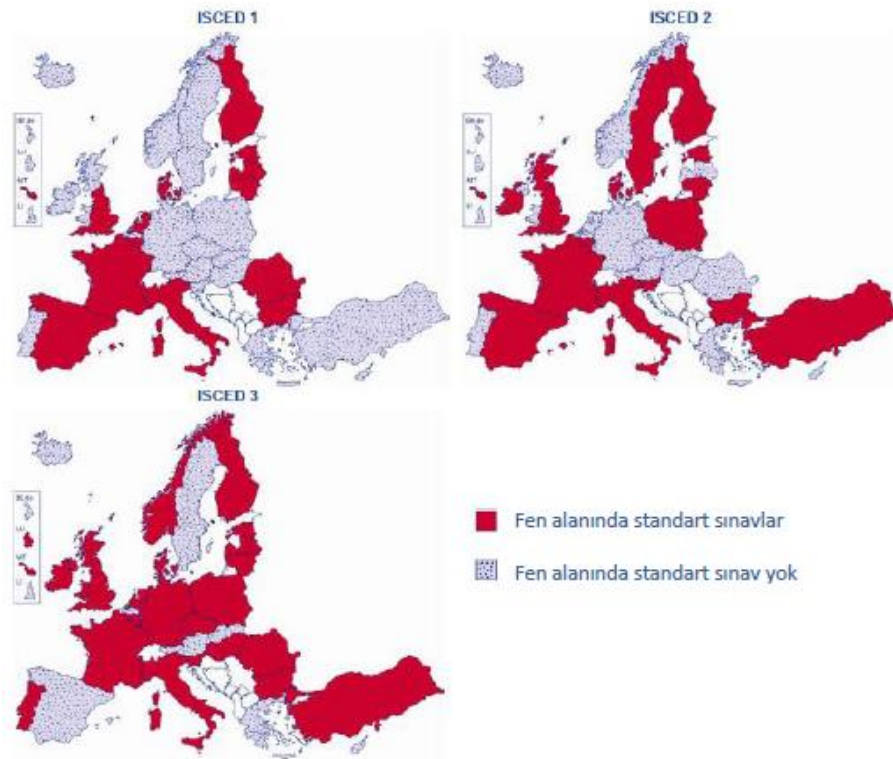 ISCED 1
ISCED 2
ISCED 3
Fen alanında standart sınavlar
Fen alanında standart sınav yok